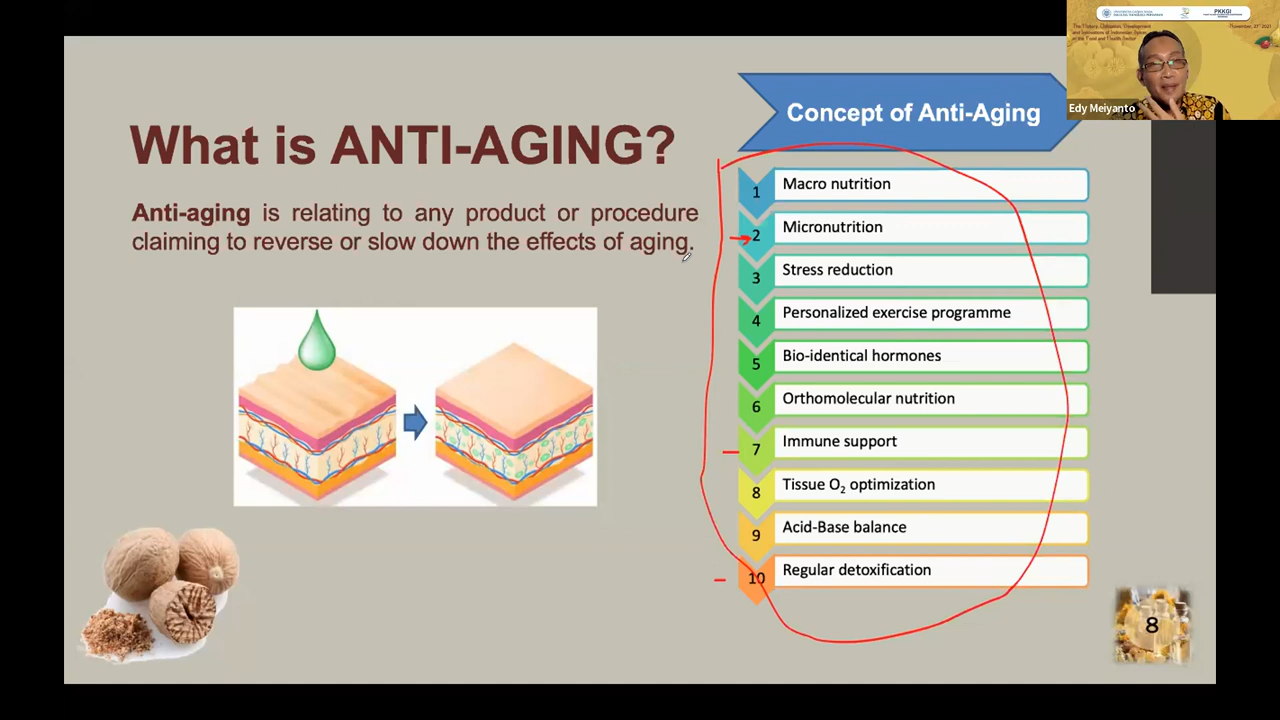 What is ANTI-AGING?
Anti-aging is relating to any product or procedure
claiming to reverse or slow down the effects of aging.
Concept of Anti-Aging
1 Macro nutrition
2 Micronutrition
3 Stress reduction
4 Personalized exercise programme
5 Bio-identical hormones
6 Orthomolecular nutrition
7 Immune support
8 Tissue O₂ optimization
9 Acid-Base balance
10 Regular detoxification
8
PKKGI
Edy Meiyanto